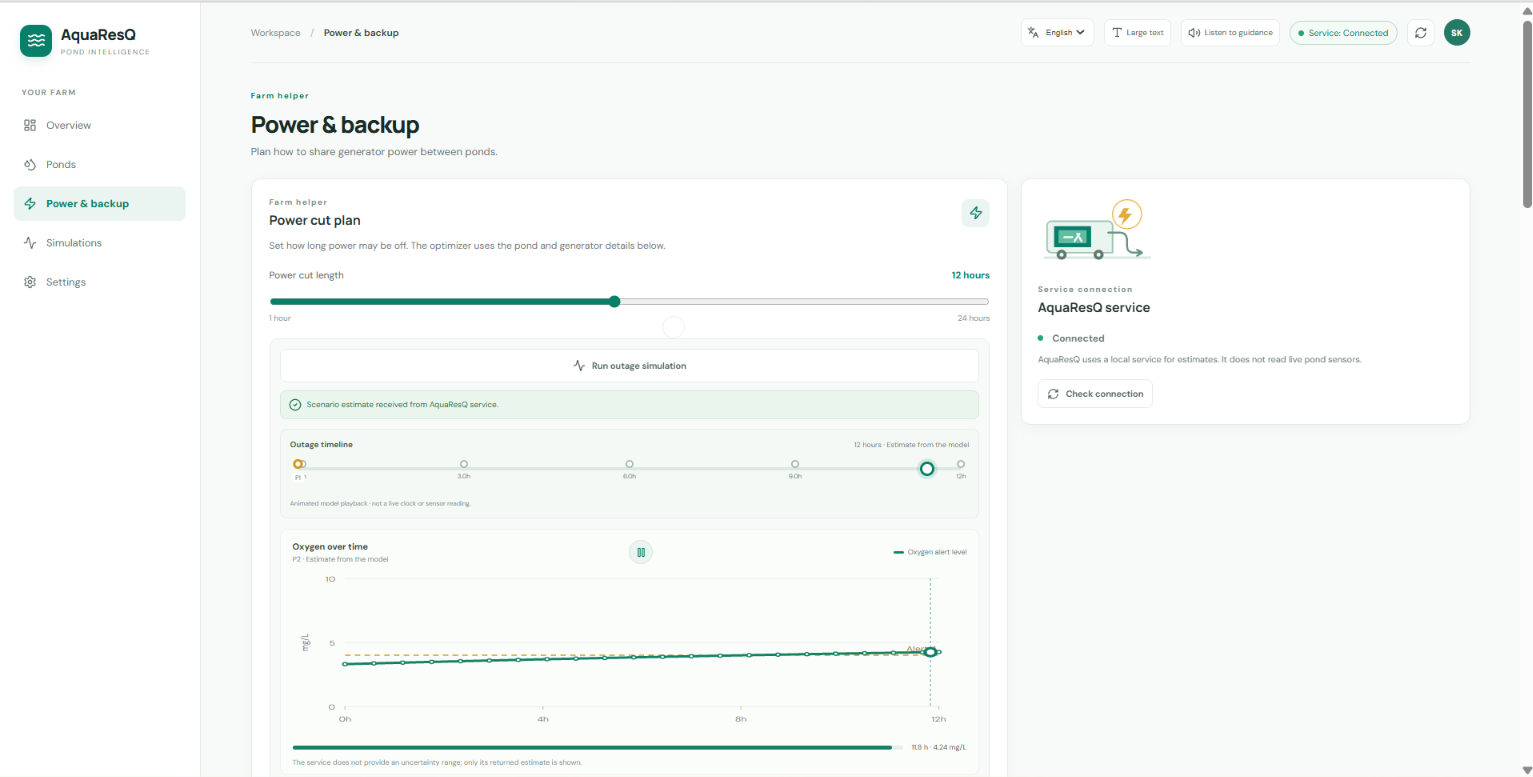 AquaResQ
POND INTELLIGENCE
YOUR FARM
Overview
Ponds
Power & backup
Simulations
Settings
Workspace / Power & backup
English
Large text
Listen to guidance
Service: Connected
SK
Farm helper
Power & backup
Plan how to share generator power between ponds.
Farm helper
Power cut plan
Set how long power may be off. The optimizer uses the pond and generator details below.
Power cut length
12 hours
1 hour
24 hours
Run outage simulation
Scenario estimate received from AquaResQ service.
Outage timeline
12 hours · Estimate from the model
P1
3.0h
6.0h
9.0h
12h
Animated model playback · not a live clock or sensor reading
Oxygen over time
P2 · Estimate from the model
Oxygen alert level
10
5
0
mg/L
0h
4h
8h
12h
11.8 h · 4.24 mg/L
The service does not provide an uncertainty range; only its returned estimate is shown.
Service connection
AquaResQ service
Connected
AquaResQ uses a local service for estimates. It does not read live pond sensors.
Check connection